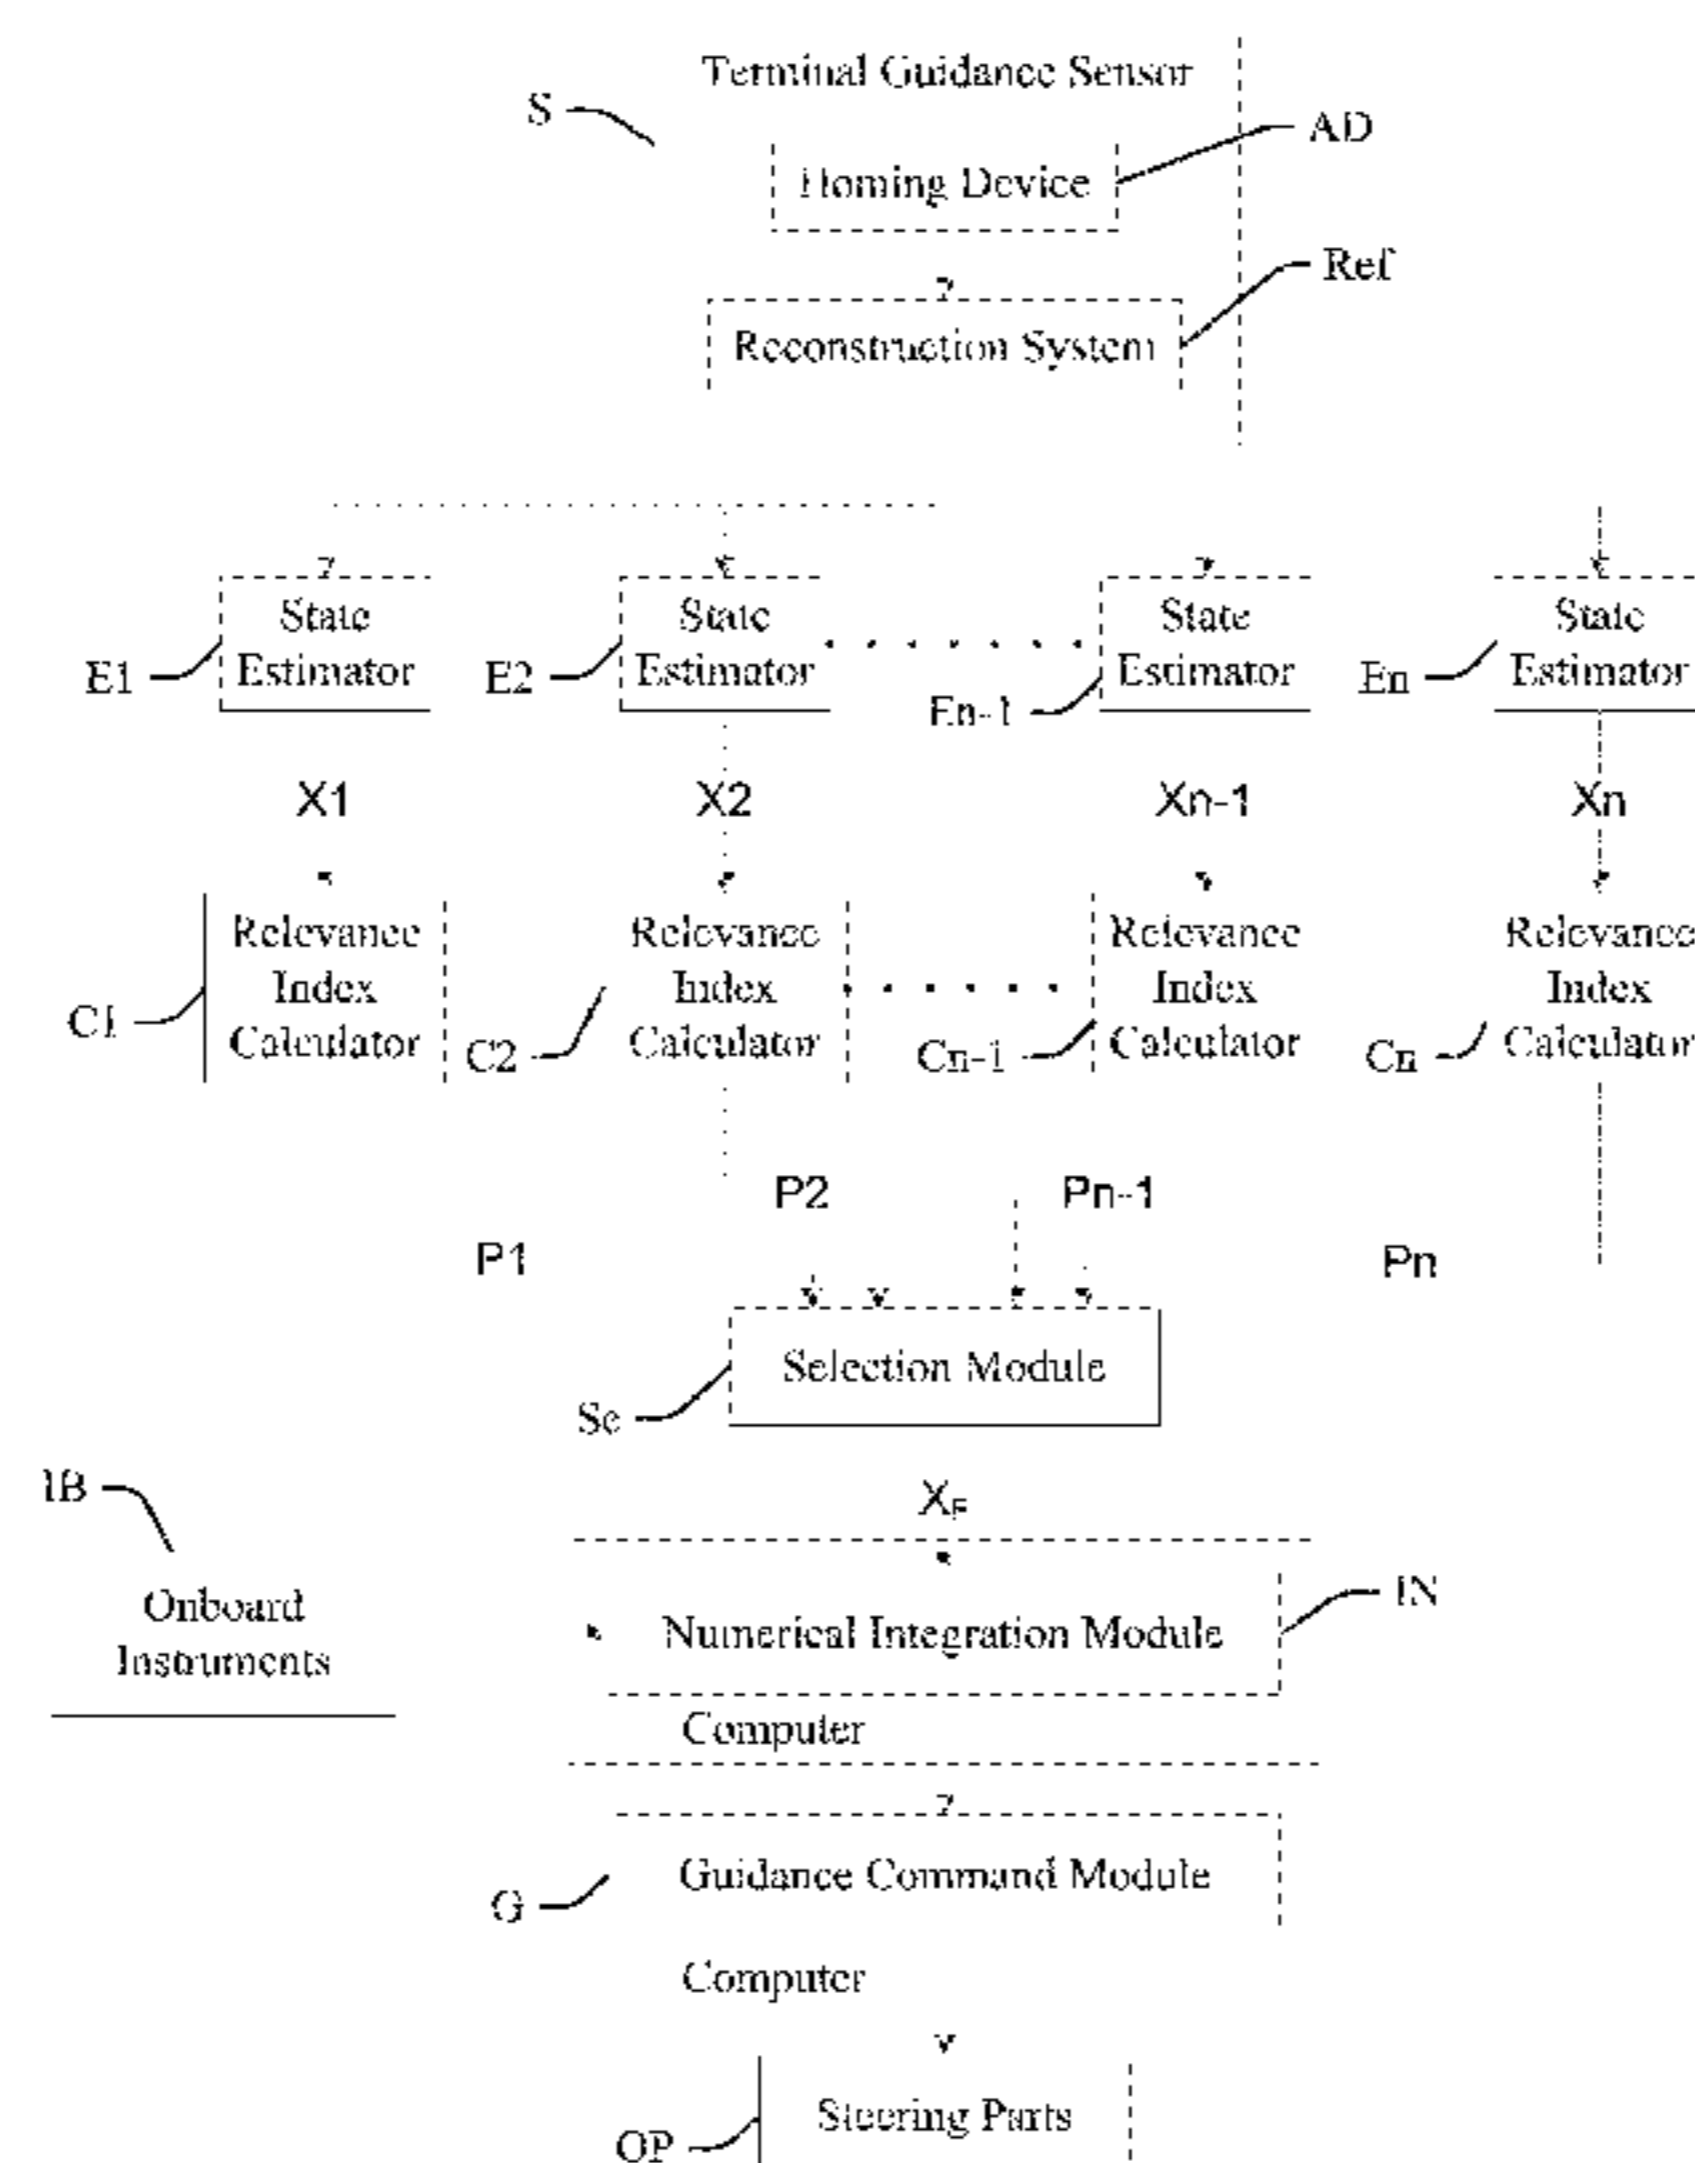 Terminal Guidance Sensor
S
AD
Homing Device
Ref
Reconstruction System
State
State
State
State
Estimator
Estimator
Estimator
Estimator
E1
E2
En-1
En
X1
X2
Xn-1
Xn
Relevance
Relevance
Relevance
Relevance
Index
Index
Index
Index
Calculator
Calculator
Calculator
Calculator
C1
C2
Cn-1
Cn
P2
Pn-1
P1
Pn
Selection Module
Se
IB
XF
Onboard
Instruments
IN
Numerical Integration Module
Computer
Guidance Command Module
G
Computer
Steering Parts
OP